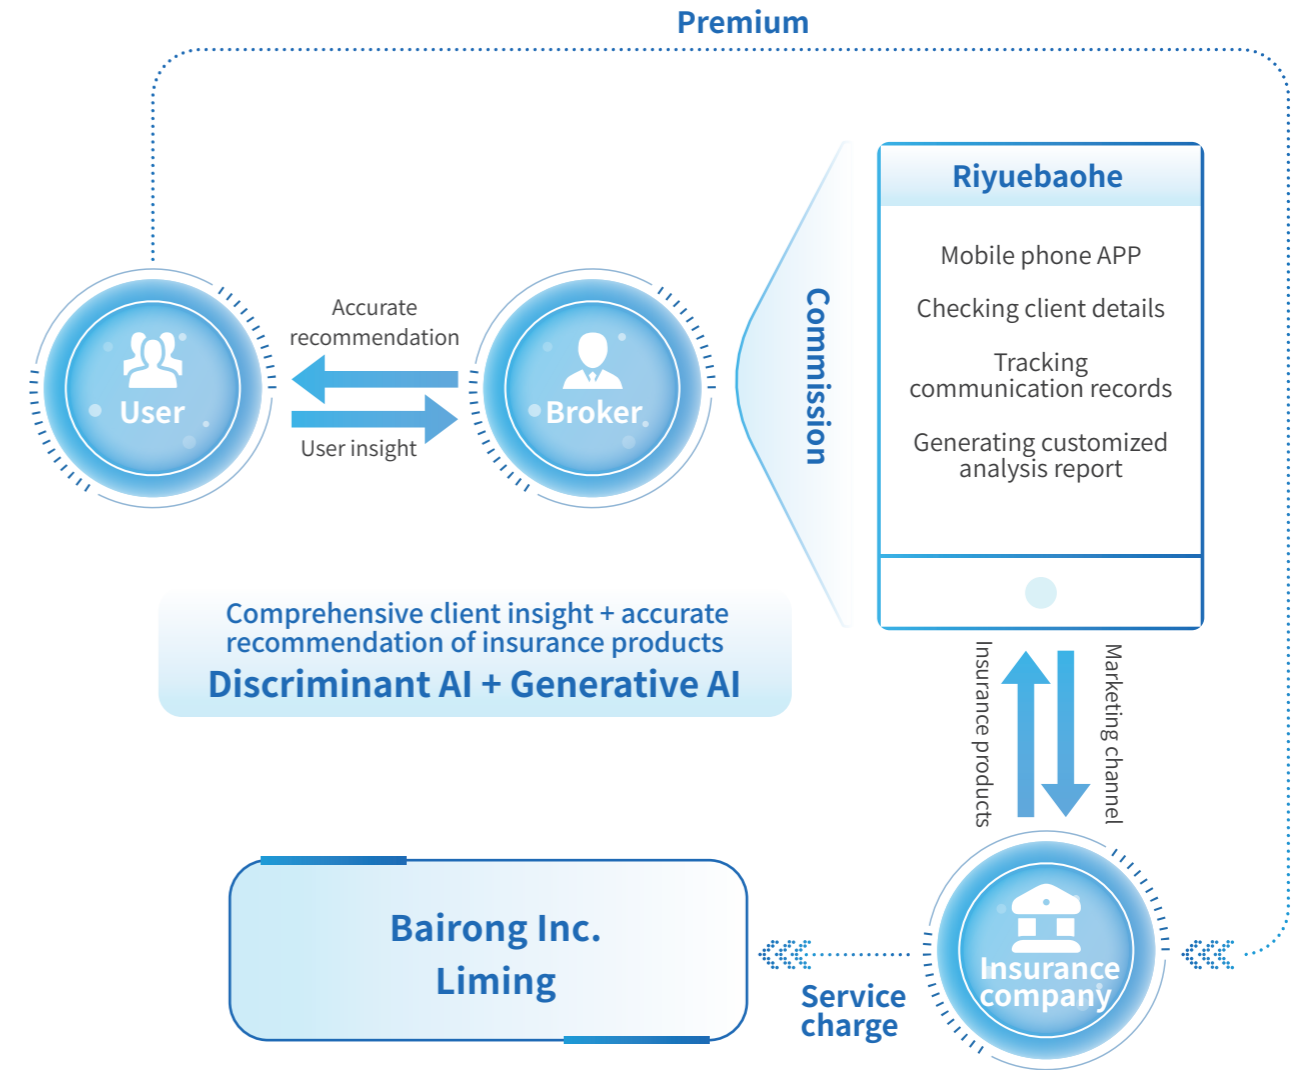 Premium
Riyuebaohe
Mobile phone APP
Checking client details
Tracking
communication records
Generating customized
analysis report
Commission
Accurate
recommendation
User
Broker
User insight
Comprehensive client insight + accurate
recommendation of insurance products
Discriminant AI + Generative AI
Insurance products
Marketing channel
Bairong Inc.
Liming
Service
charge
Insurance
company